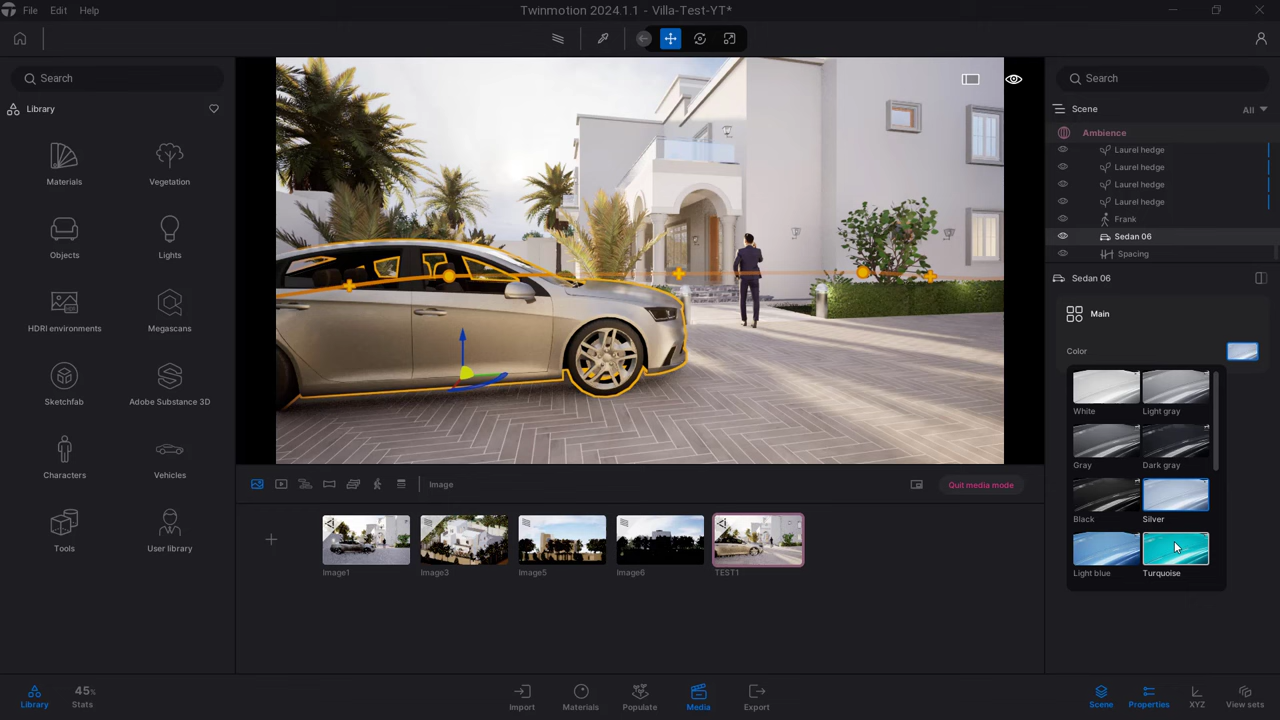 File Edit Help
Twinmotion 2024.1.1 - Villa-Test-YT*
Search
Library
Materials
Vegetation
Objects
Lights
HDRI environments
Megascans
Sketchfab
Adobe Substance 3D
Characters
Vehicles
Tools
User library
Image
Quit media mode
Image1
Image3
Image5
Image6
TEST1
Search
Scene
All
Ambience
Laurel hedge
Laurel hedge
Laurel hedge
Laurel hedge
Frank
Sedan 06
Spacing
Sedan 06
Main
Color
White
Light gray
Gray
Dark gray
Black
Silver
Light blue
Turquoise
Library
45%
Stats
Import
Materials
Populate
Media
Export
Scene
Properties
XYZ
View sets